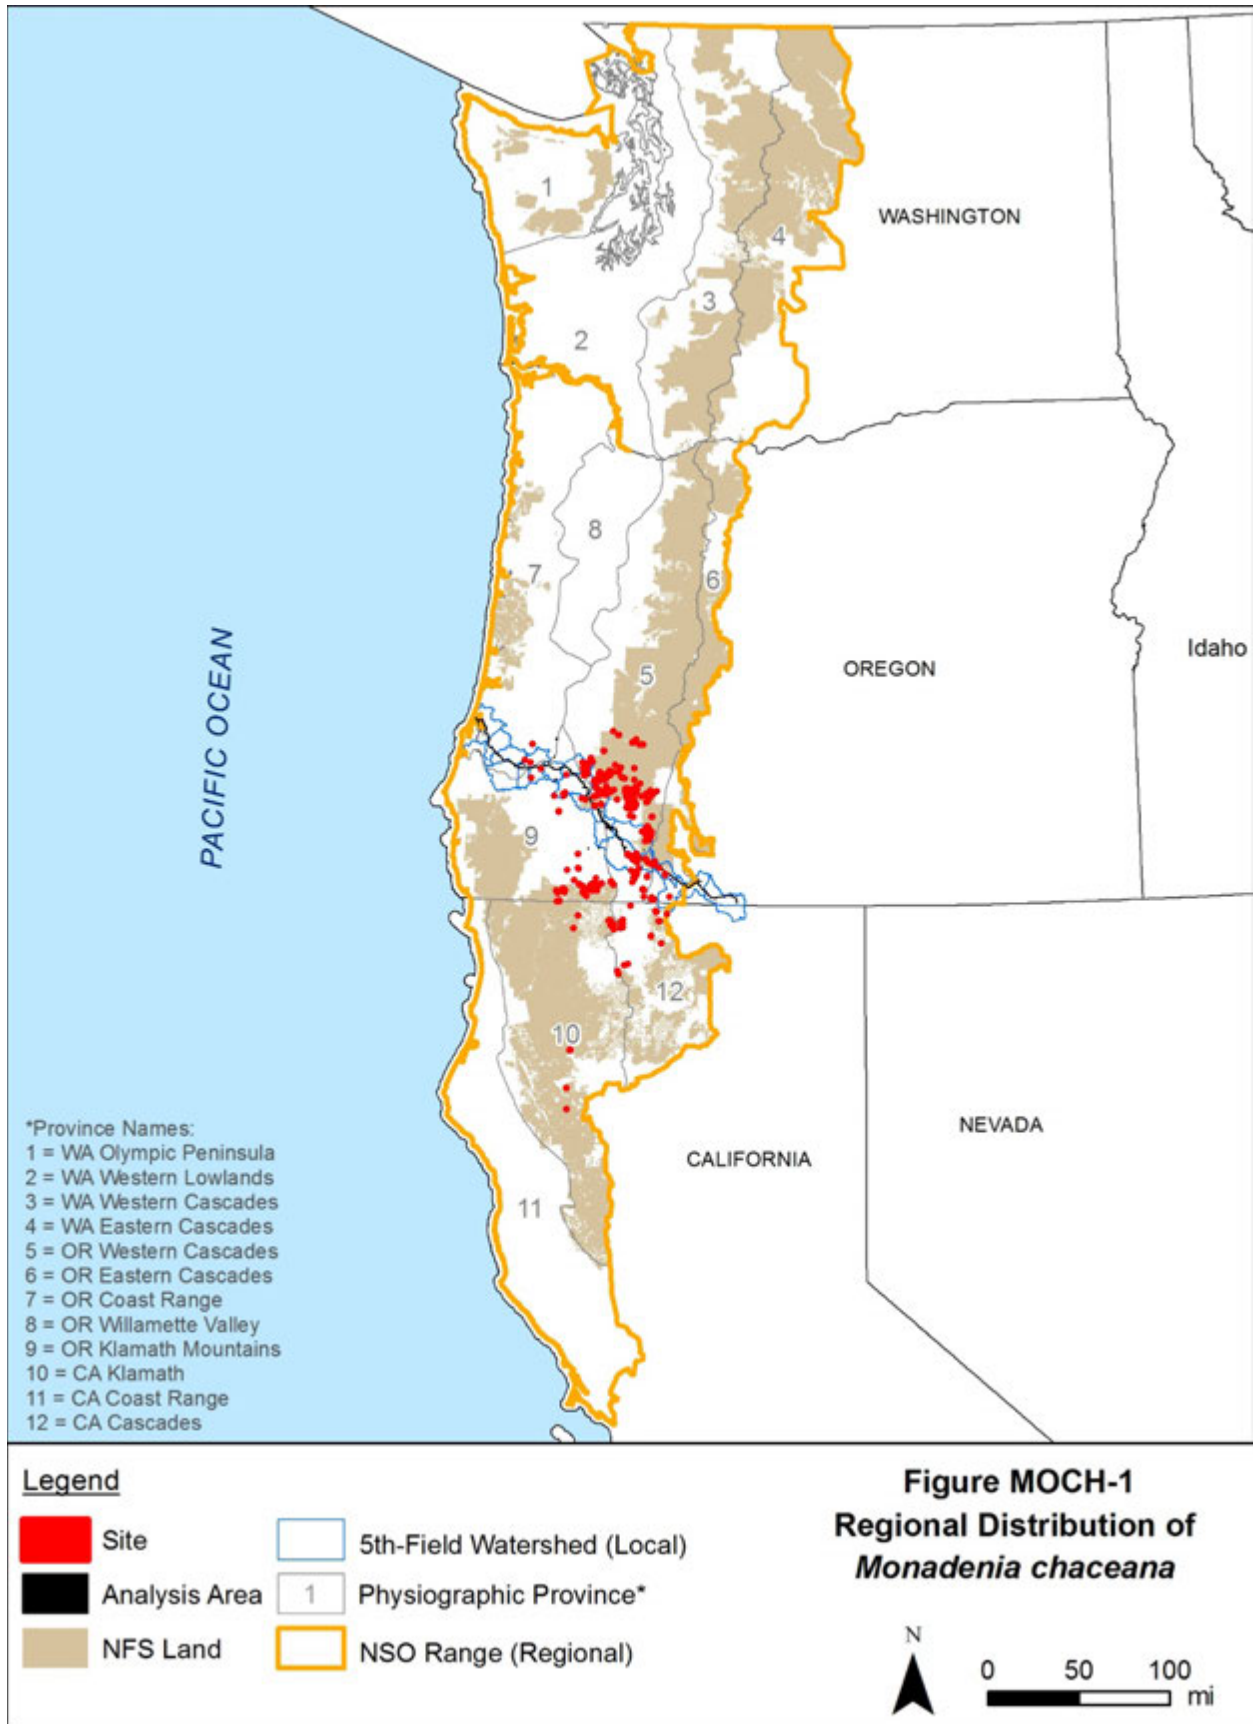 WASHINGTON
1
4
3
2
8
7
6
Idaho
5
OREGON
PACIFIC OCEAN
9
12
10
*Province Names:
1 = WA Olympic Peninsula
2 = WA Western Lowlands
3 = WA Western Cascades
4 = WA Eastern Cascades
5 = OR Western Cascades
6 = OR Eastern Cascades
7 = OR Coast Range
8 = OR Willamette Valley
9 = OR Klamath Mountains
10 = CA Klamath
11 = CA Coast Range
12 = CA Cascades
NEVADA
CALIFORNIA
11
Legend
Site
Analysis Area
NFS Land
5th-Field Watershed (Local)
1 Physiographic Province*
NSO Range (Regional)
Figure MOCH-1
Regional Distribution of
Monadenia chaceana
N
0 50 100
mi